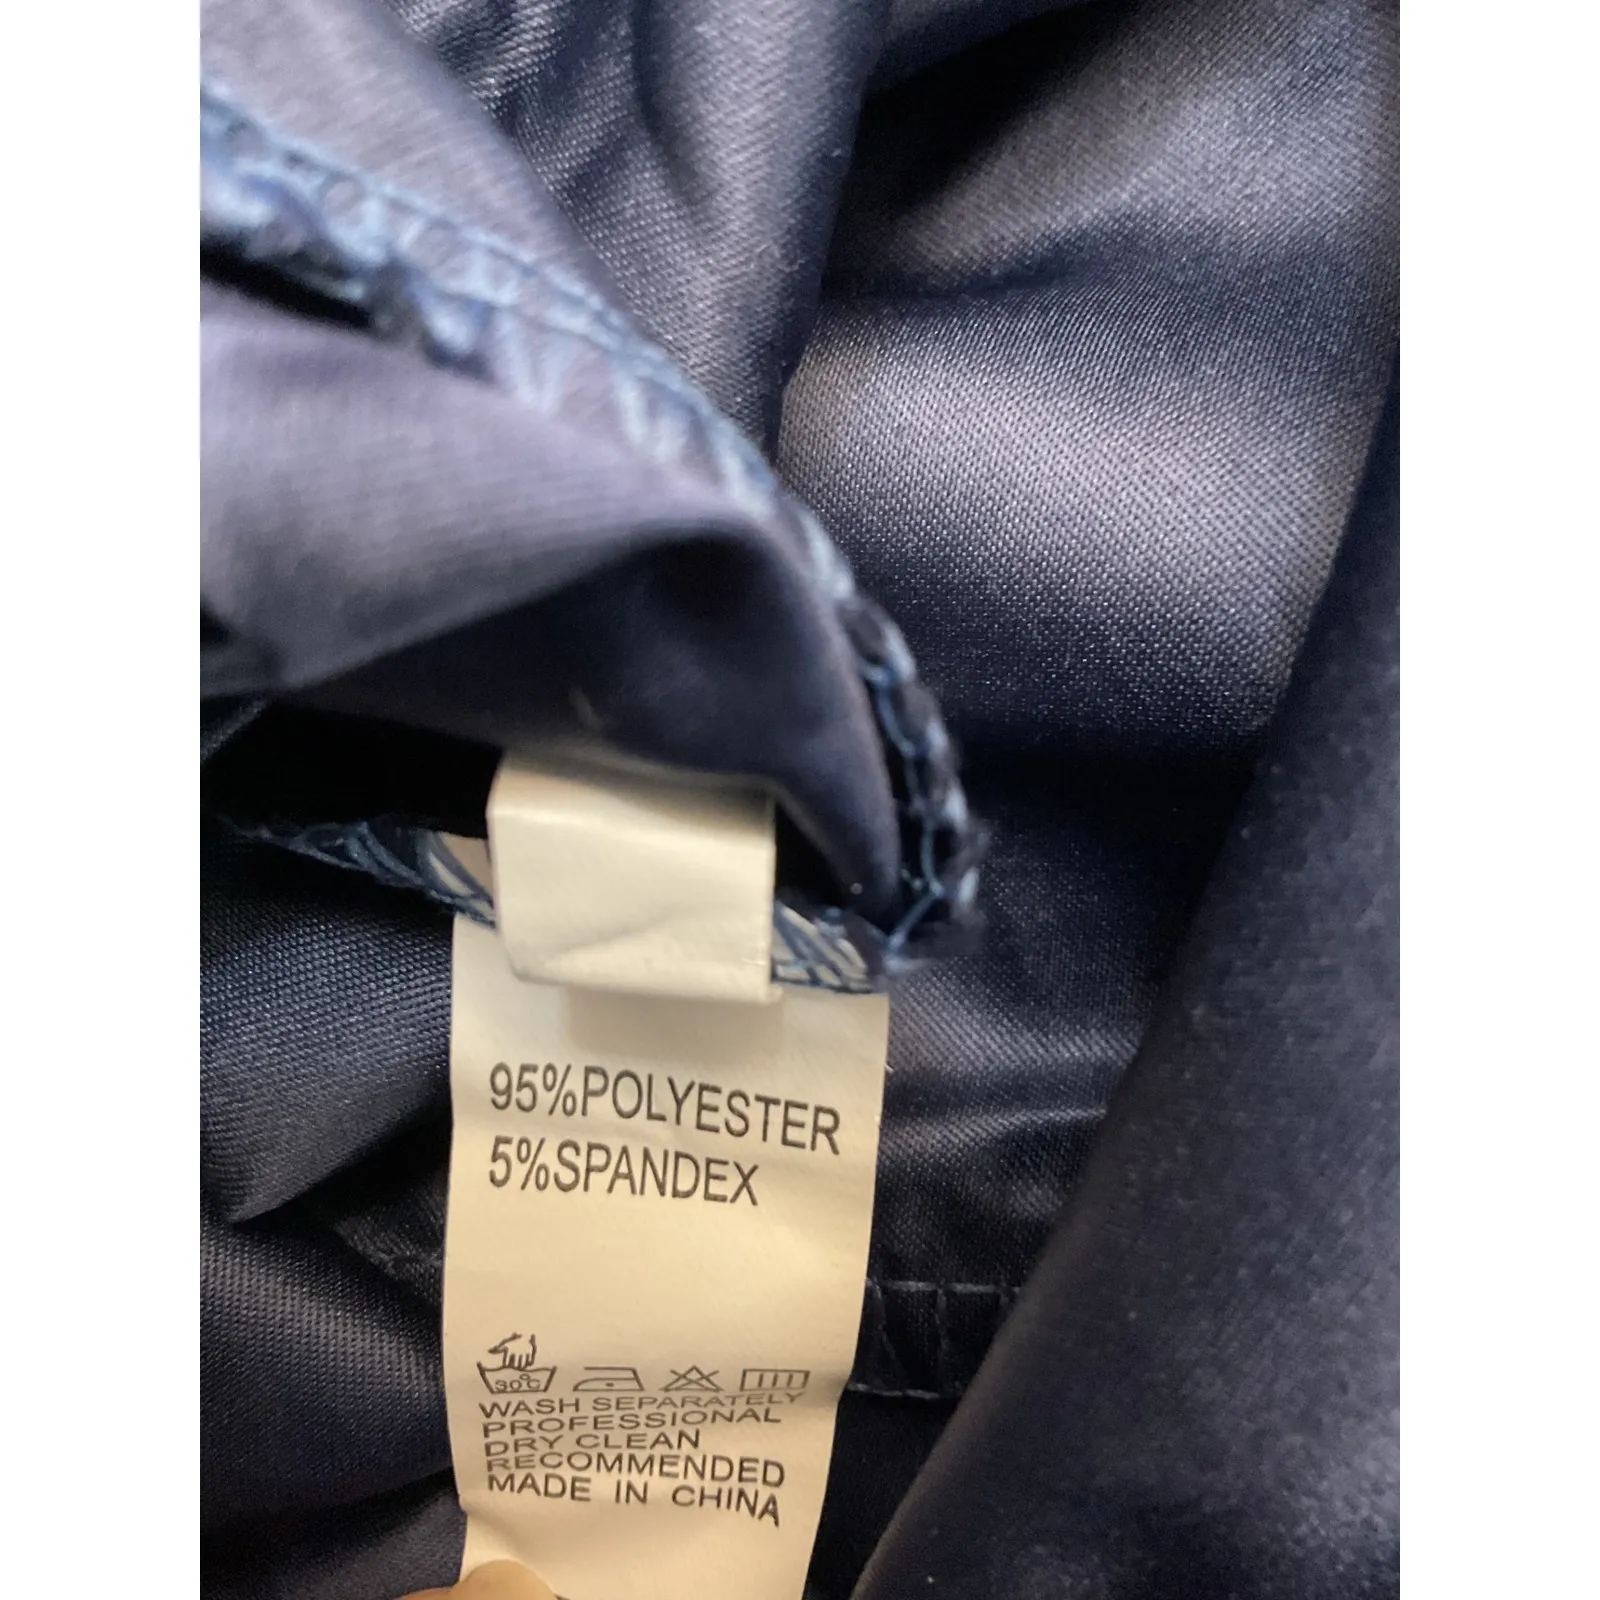 95%POLYESTER
5%SPANDEX
30°C
WASH SEPARATELY
PROFESSIONAL
DRY CLEAN
RECOMMENDED
MADE IN CHINA